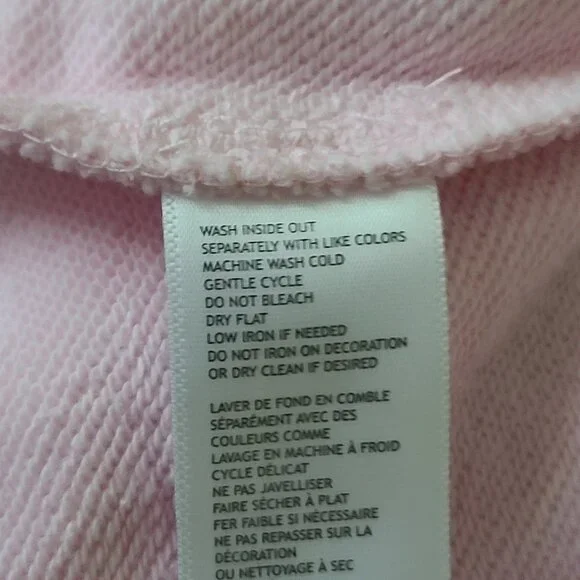 WASH INSIDE OUT
SEPARATELY WITH LIKE COLORS
MACHINE WASH COLD
GENTLE CYCLE
DO NOT BLEACH
DRY FLAT
LOW IRON IF NEEDED
DO NOT IRON ON DECORATION
OR DRY CLEAN IF DESIRED
LAVER DE FOND EN COMBLE
SÉPARÉMENT AVEC DES
COULEURS COMME
LAVAGE EN MACHINE À FROID
CYCLE DÉLICAT
NE PAS JAVELLISER
FAIRE SÉCHER À PLAT
FER FAIBLE SI NÉCESSAIRE
NE PAS REPASSER SUR LA
DÉCORATION
OU NETTOYAGE À SEC